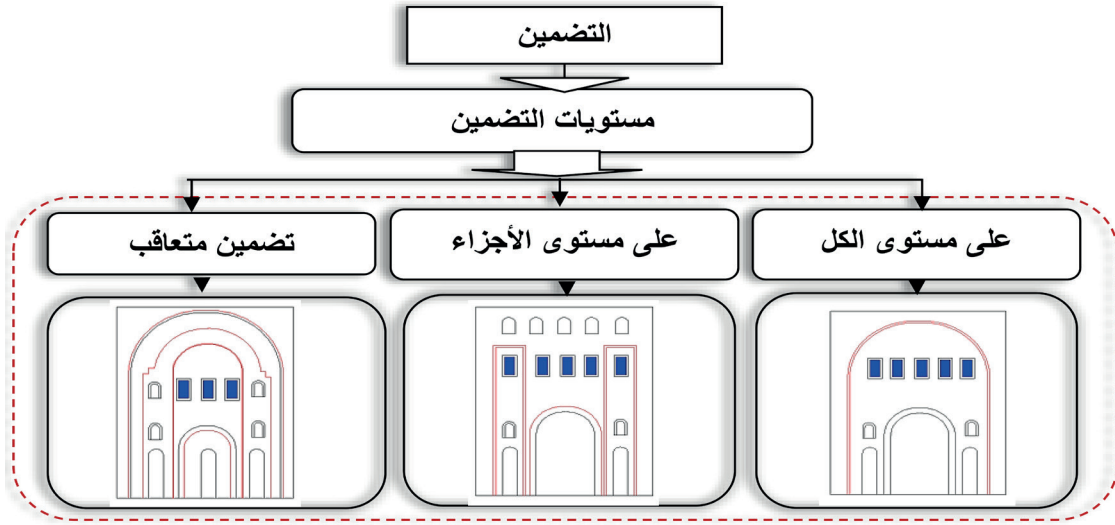 التضمين
مستويات التضمين
على مستوى الكل
على مستوى الأجزاء
تضمين متعاقب